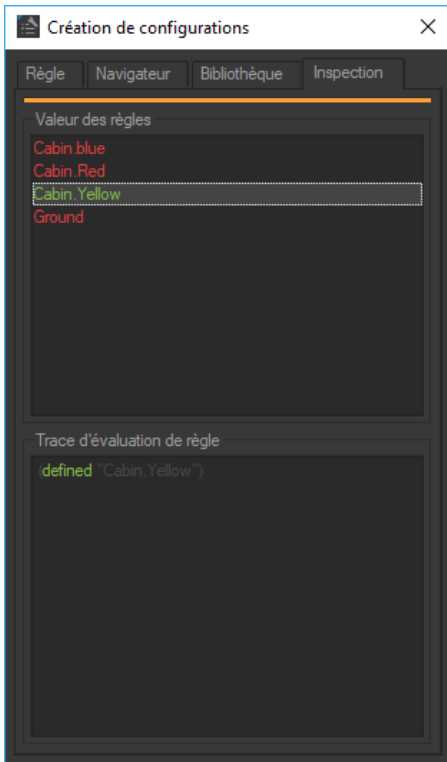 Création de configurations
Règle Navigateur Bibliothèque Inspection
Valeur des règles
Cabin.blue
Cabin.Red
Cabin.Yellow
Ground
Trace d'évaluation de règle
(defined "Cabin.Yellow")